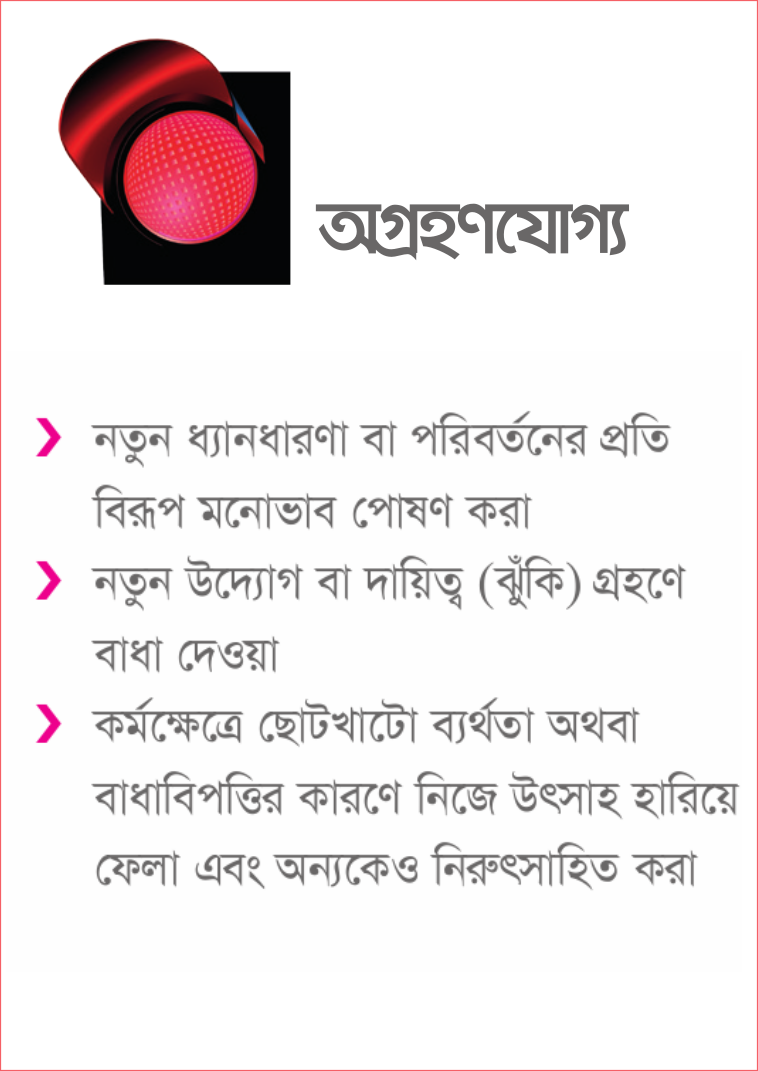 অগ্রহণযোগ্য
নতুন ধ্যানধারণা বা পরিবর্তনের প্রতি
বিরূপ মনোভাব পোষণ করা
নতুন উদ্যোগ বা দায়িত্ব (ঝুঁকি) গ্রহণে
বাধা দেওয়া
কর্মক্ষেত্রে ছোটখাটো ব্যর্থতা অথবা
বাধাবিপত্তির কারণে নিজে উৎসাহ হারিয়ে
ফেলা এবং অন্যকেও নিরুৎসাহিত করা